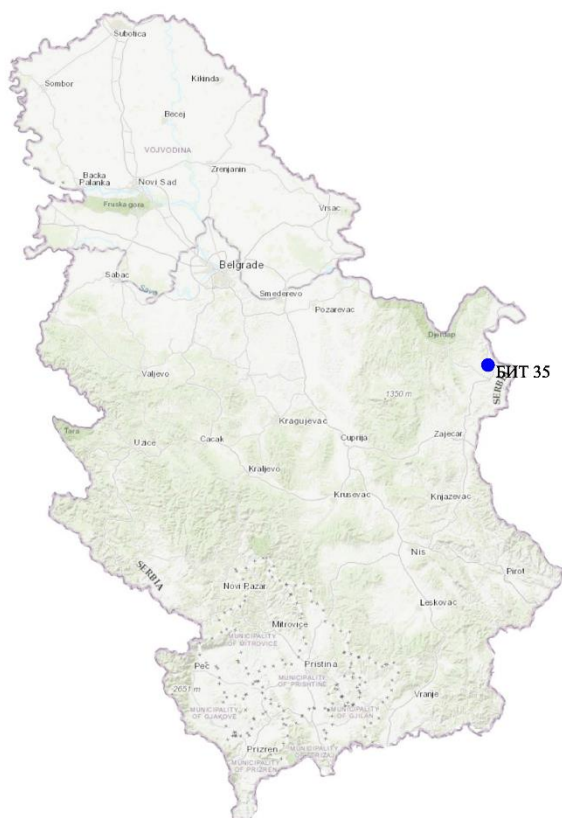 Subotica
Sombor
Kikinda
Becej
VOJVODINA
Backa
Palanka
Novi Sad
Zrenjanin
Fruska gora
Vrsac
Belgrade
Sabac
Sava
Smederevo
Pozarevac
Djerdap
БИТ 35
SERBIA
Valjevo
1350 m
Tara
Uzice
Cacak
Kragujevac
Cuprija
Zajecar
Kraljevo
Krusevac
Knjazevac
Nis
Pirot
SERBIA
Novi Pazar
Leskovac
Mitrovice
MUNICIPALITY
OF MITROVICE
Peć
Pristina
2651 m
MUNICIPALITY
OF PRISHTINE
Vranje
MUNICIPALITY
OF GJAKOVE
MUNICIPALITY
OF GJILAN
Prizren
MUNICIPALITY
OF PRIZREN